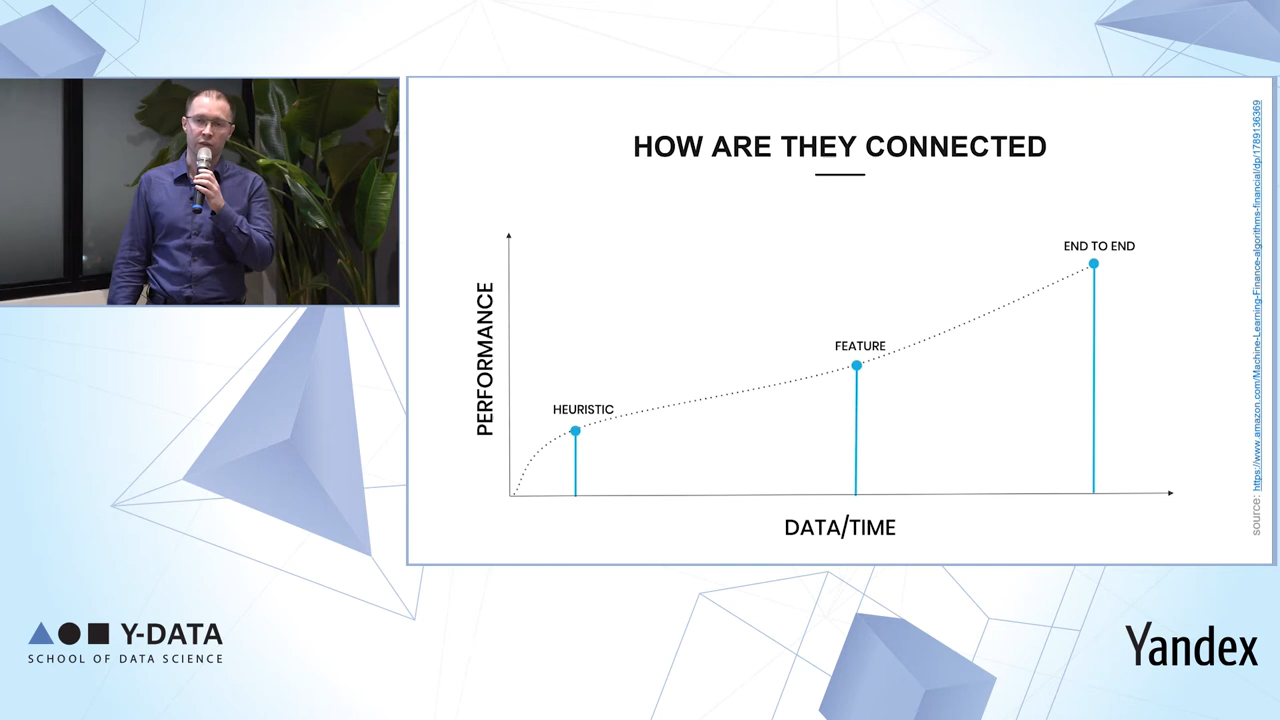 HOW ARE THEY CONNECTED
END TO END
FEATURE
HEURISTIC
PERFORMANCE
DATA/TIME
source: https://www.amazon.com/Machine-Learning-Finance-algorithms-financial/dp/1789136369
Y-DATA
SCHOOL OF DATA SCIENCE
Yandex